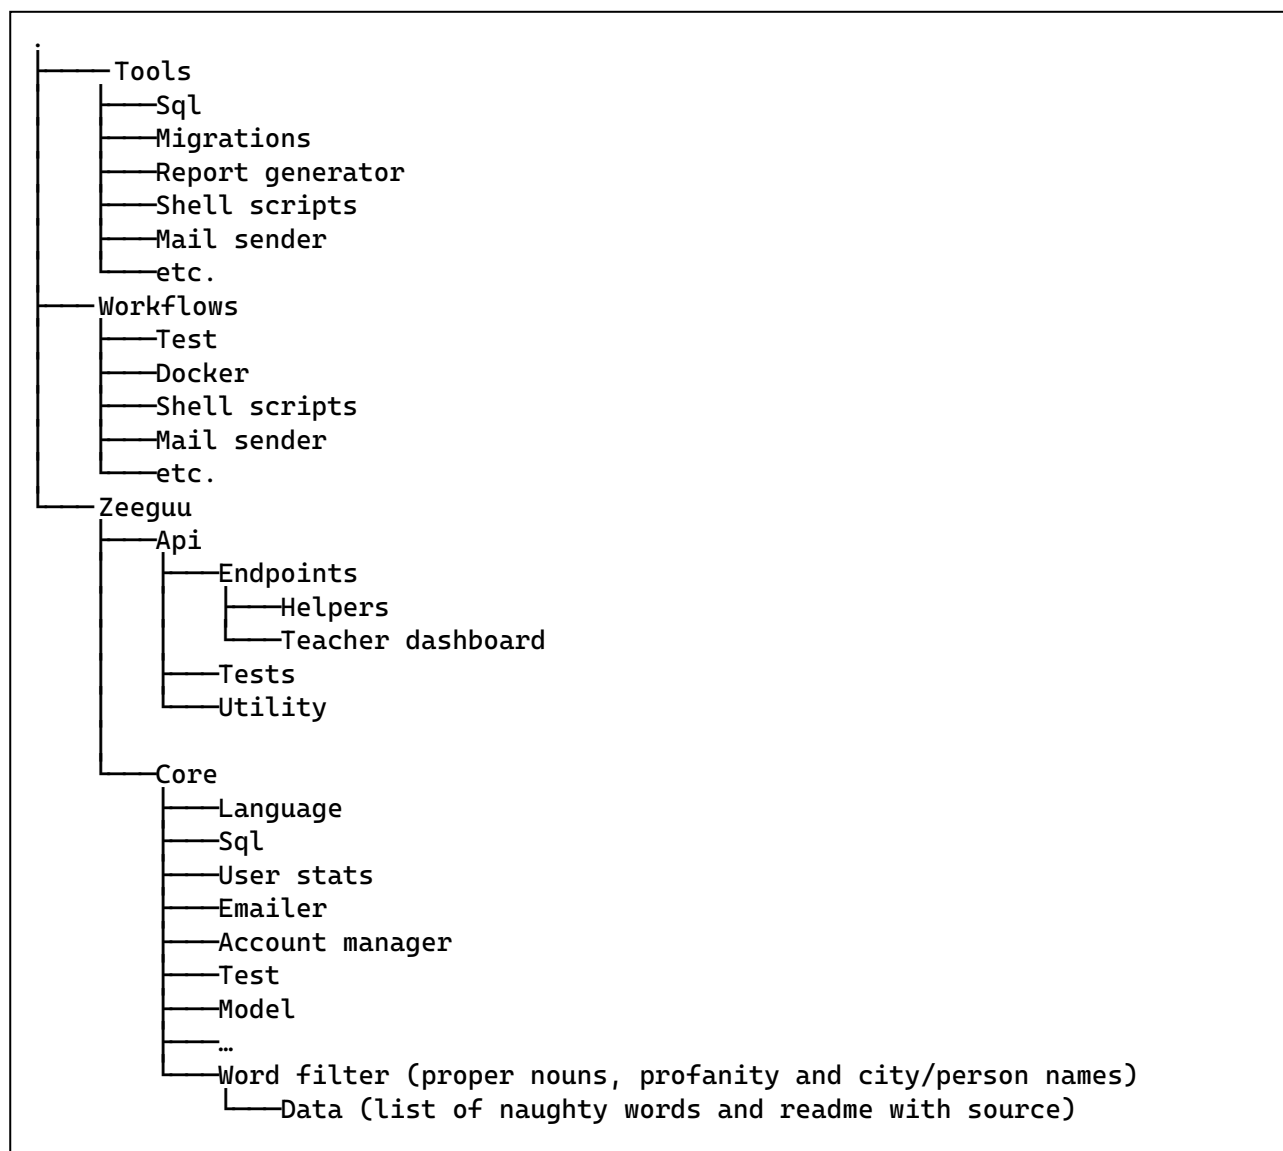 .
Tools
Sql
Migrations
Report generator
Shell scripts
Mail sender
etc.
Workflows
Test
Docker
Shell scripts
Mail sender
etc.
Zeeguu
Api
Endpoints
Helpers
Teacher dashboard
Tests
Utility
Core
Language
Sql
User stats
Emailer
Account manager
Test
Model
…
Word filter (proper nouns, profanity and city/person names)
Data (list of naughty words and readme with source)